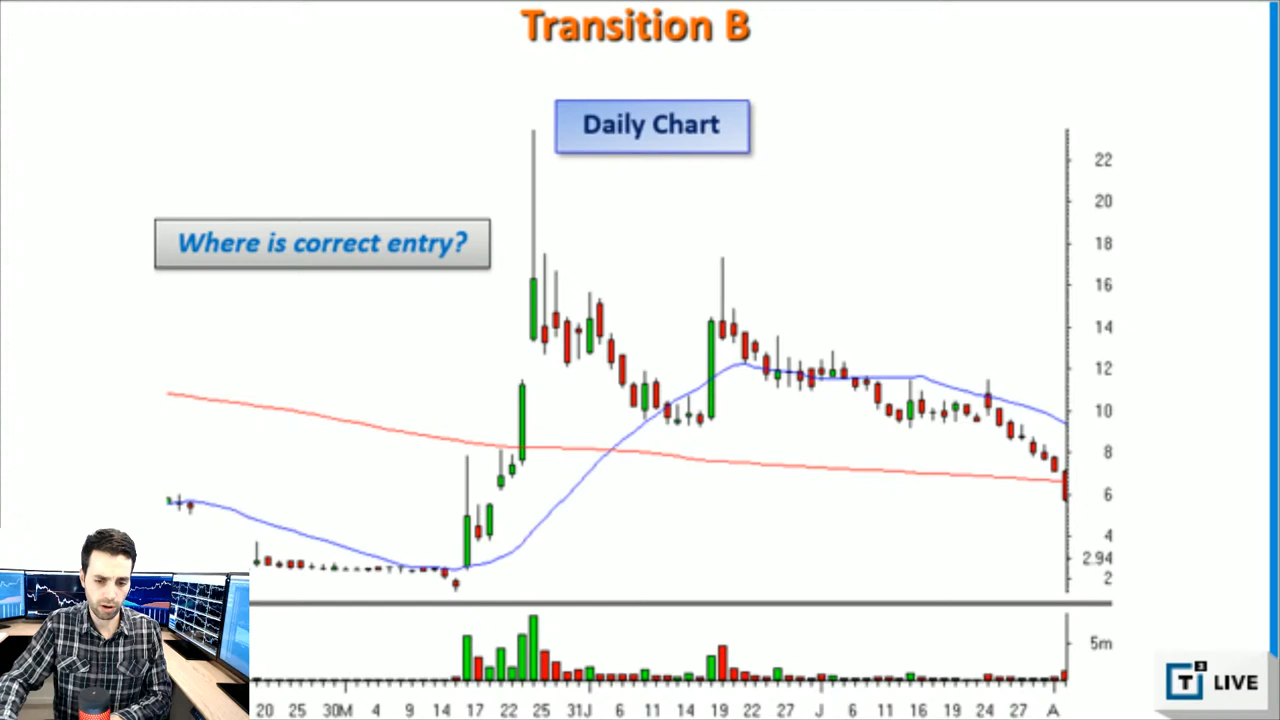 Transition B
Daily Chart
Where is correct entry?
22
20
18
16
14
12
10
8
6
4
2.94
2
5m
20 25 30M 4 9 14 17 22 25 31J 6 11 14 19 22 27 J 6 11 16 19 24 27 A
T3 LIVE